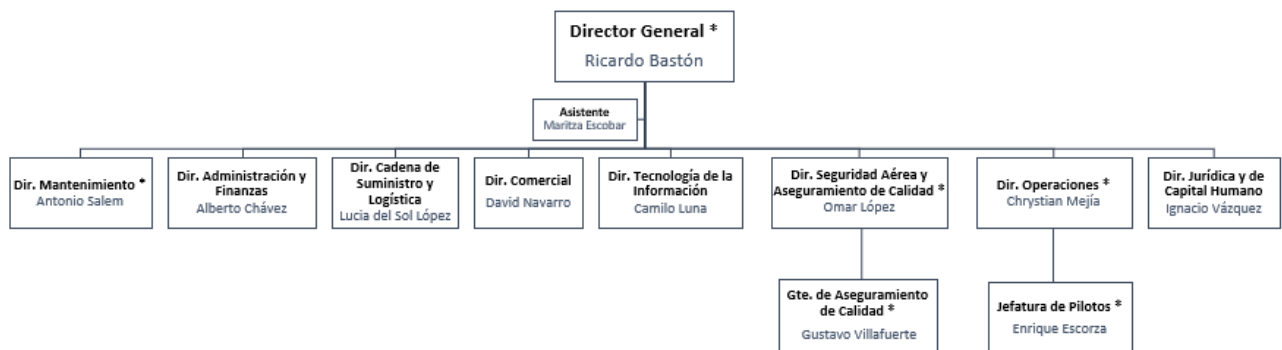 Director General *
Ricardo Bastón
Asistente
Maritza Escobar
Dir. Mantenimiento *
Antonio Salem
Dir. Administración y
Finanzas
Alberto Chávez
Dir. Cadena de
Suministro y
Logística
Lucia del Sol López
Dir. Comercial
David Navarro
Dir. Tecnología de la
Información
Camilo Luna
Dir. Seguridad Aérea y
Aseguramiento de Calidad *
Omar López
Dir. Operaciones *
Chrystian Mejía
Dir. Jurídica y de
Capital Humano
Ignacio Vázquez
Gte. de Aseguramiento
de Calidad *
Gustavo Villafuerte
Jefatura de Pilotos *
Enrique Escorza